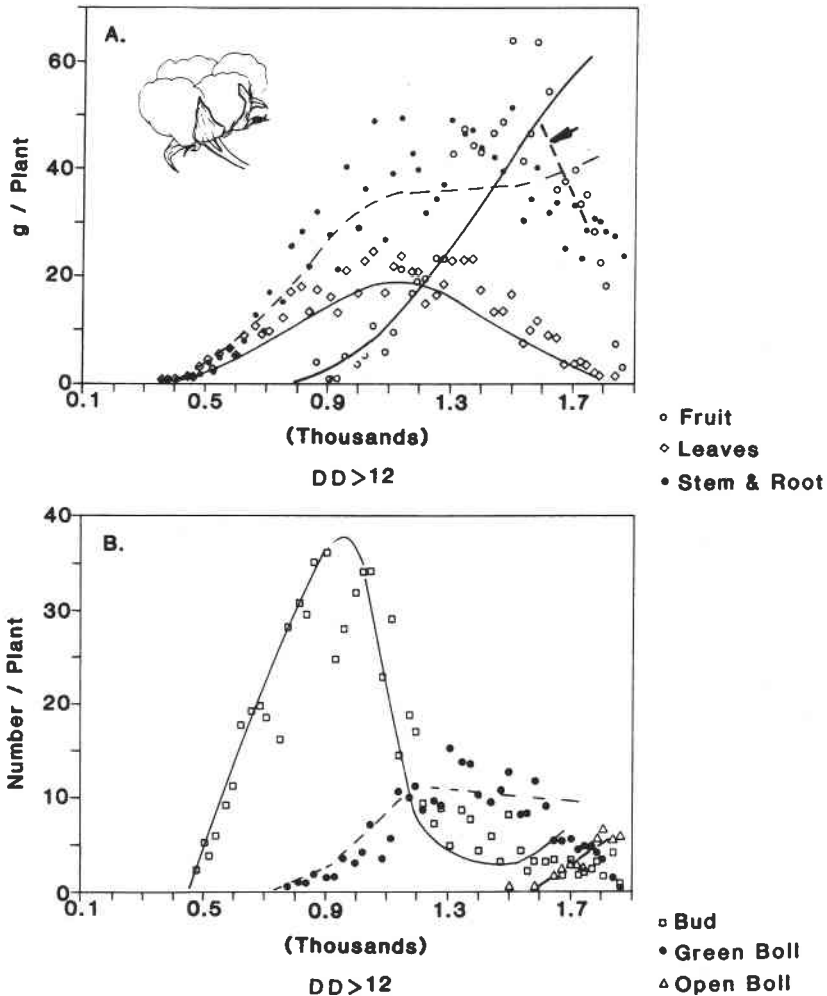 A.
60
40
20
0
g / Plant
0.1 0.5 0.9 1.3 1.7
(Thousands)
DD>12
○ Fruit
◇ Leaves
● Stem & Root
B.
40
30
20
10
0
Number / Plant
0.1 0.5 0.9 1.3 1.7
(Thousands)
DD>12
□ Bud
● Green Boll
△ Open Boll